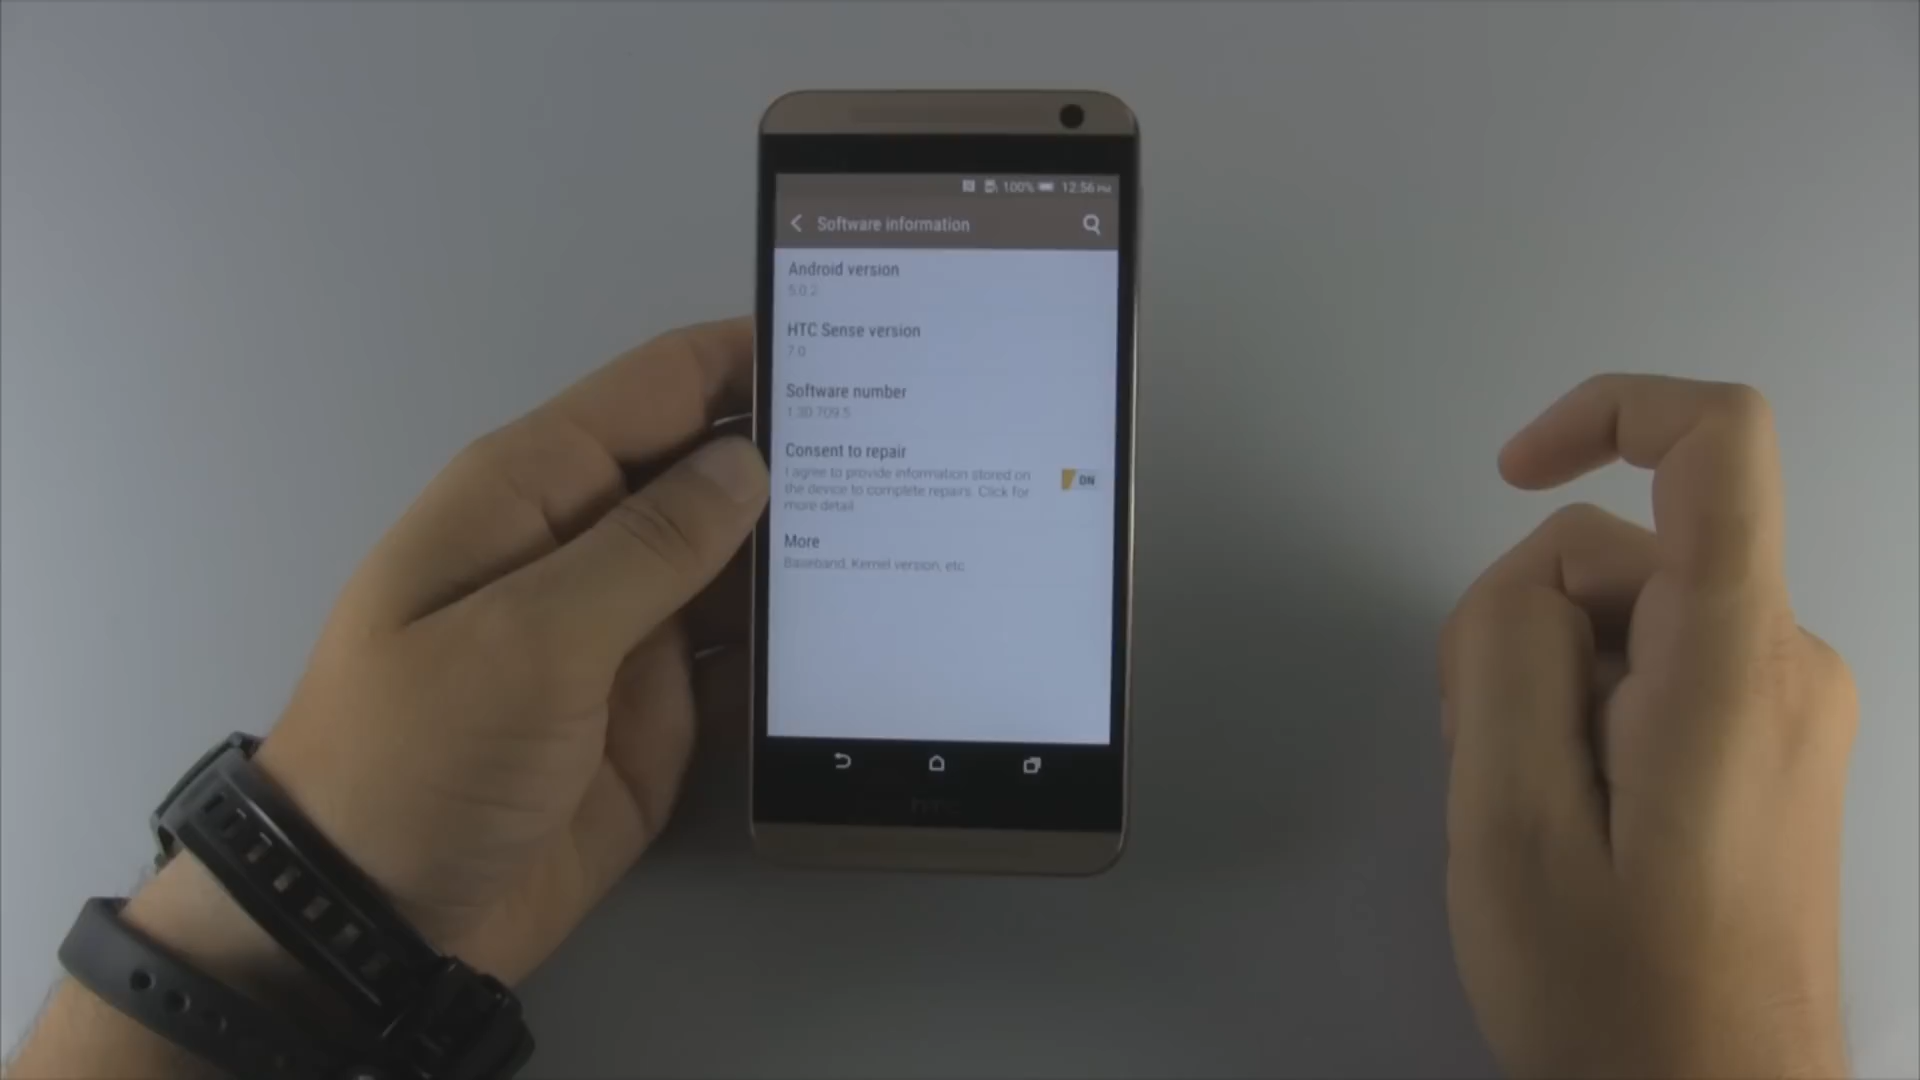 100% 12:56 PM
Software information
Android version
5.0.2
HTC Sense version
7.0
Software number
1.30.709.5
Consent to repair
I agree to provide information stored on
the device to complete repairs. Click for
more detail
ON
More
Baseband, Kernel version, etc
htc